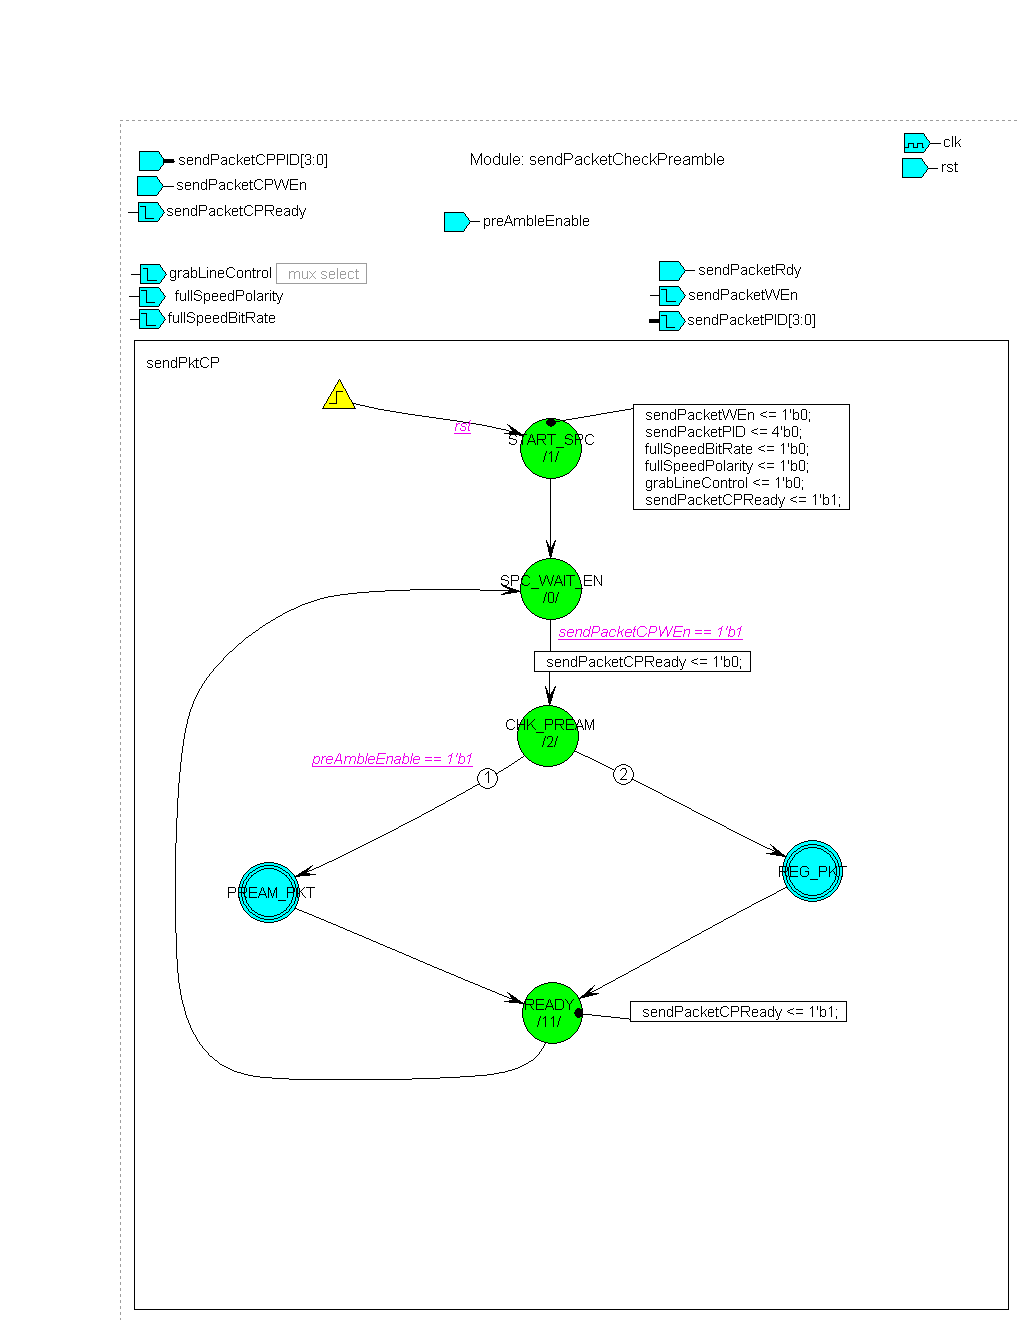 clk
sendPacketCPPID[3:0]
Module: sendPacketCheckPreamble
rst
sendPacketCPWEn
sendPacketCPReady
preAmbleEnable
grabLineControl
mux select
sendPacketRdy
fullSpeedPolarity
sendPacketWEn
fullSpeedBitRate
sendPacketPID[3:0]
sendPktCP
rst
START_SPC
/1/
sendPacketWEn <= 1'b0;
sendPacketPID <= 4'b0;
fullSpeedBitRate <= 1'b0;
fullSpeedPolarity <= 1'b0;
grabLineControl <= 1'b0;
sendPacketCPReady <= 1'b1;
SPC_WAIT_EN
/0/
sendPacketCPWEn == 1'b1
sendPacketCPReady <= 1'b0;
CHK_PREAM
/2/
preAmbleEnable == 1'b1
1
2
PREAM_PKT
REG_PKT
READY
/11/
sendPacketCPReady <= 1'b1;